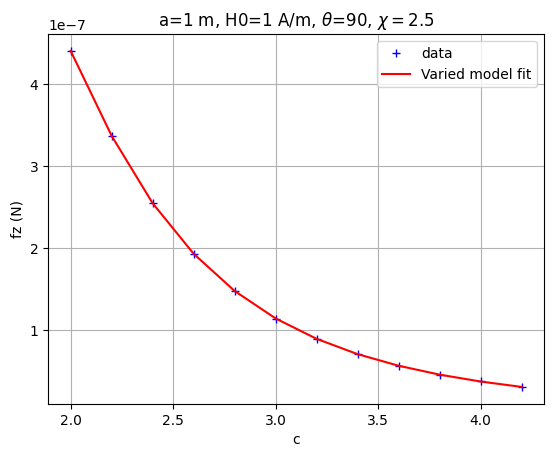 a=1 m, H0=1 A/m, θ=90, χ = 2.5
1e−7
data
Varied model fit
4
3
2
1
fz (N)
2.0 2.5 3.0 3.5 4.0
c